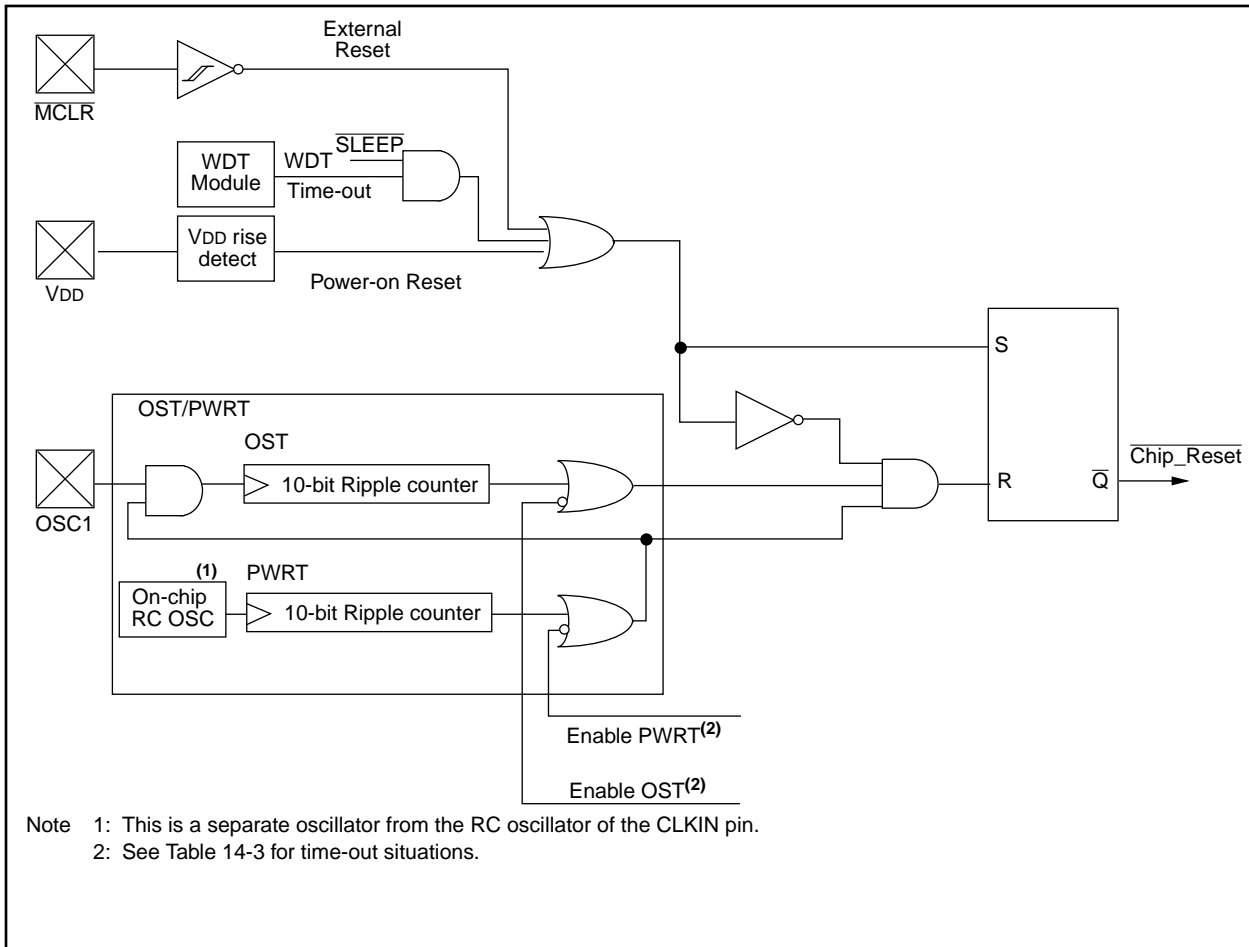 External
Reset
MCLR
SLEEP
WDT
Module
WDT
Time-out
VDD rise
detect
VDD
Power-on Reset
S
OST/PWRT
OST
Chip_Reset
10-bit Ripple counter
R
Q
OSC1
(1)
PWRT
On-chip
RC OSC
10-bit Ripple counter
Enable PWRT(2)
Enable OST(2)
Note 1: This is a separate oscillator from the RC oscillator of the CLKIN pin.
2: See Table 14-3 for time-out situations.